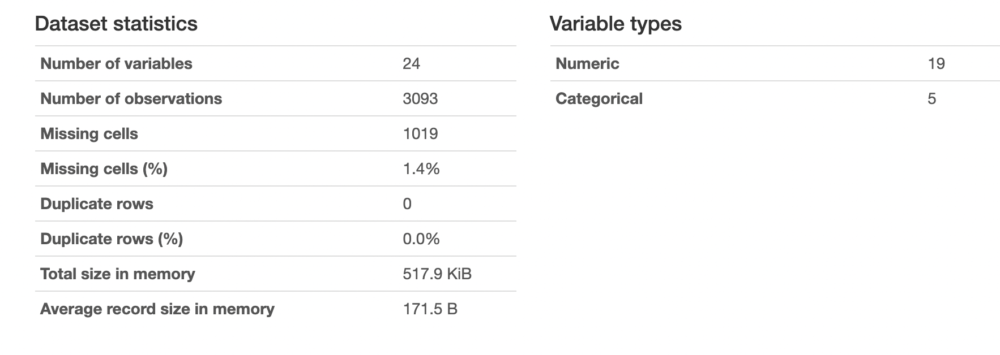 Dataset statistics
Number of variables 24
Number of observations 3093
Missing cells 1019
Missing cells (%) 1.4%
Duplicate rows 0
Duplicate rows (%) 0.0%
Total size in memory 517.9 KiB
Average record size in memory 171.5 B
Variable types
Numeric 19
Categorical 5